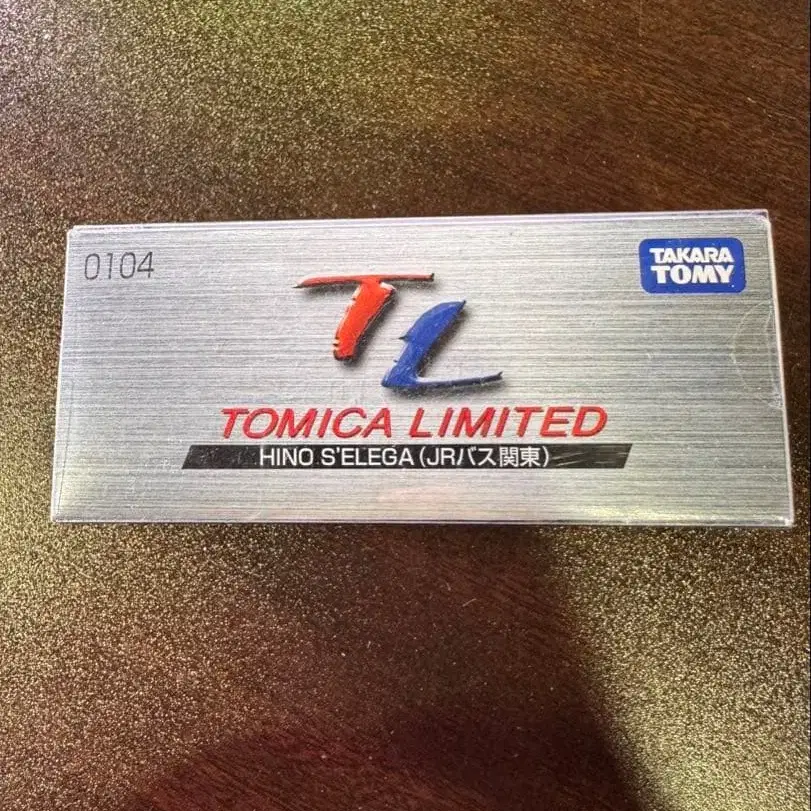 0104
TAKARA
TOMY
TL
TOMICA LIMITED
HINO S'ELEGA(JRバス関東)